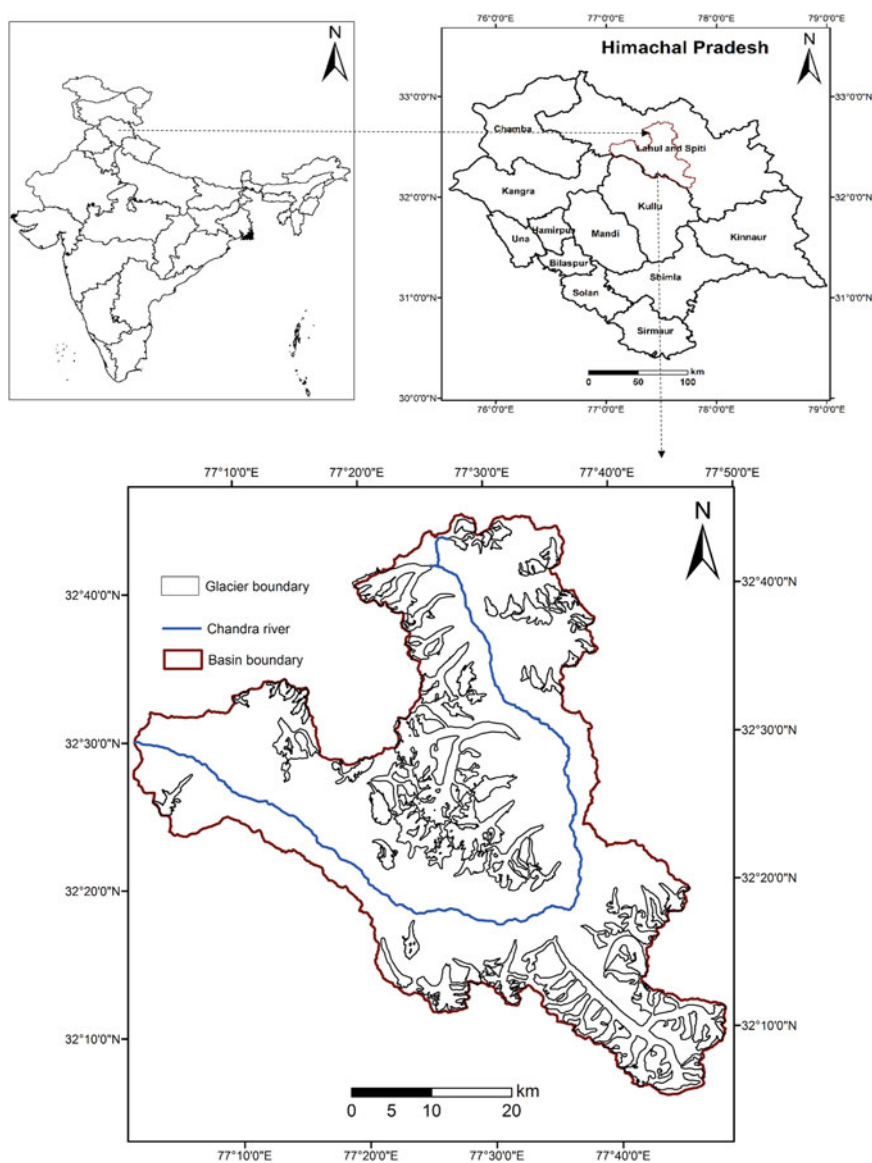 N
76°0'0"E 77°0'0"E 78°0'0"E 79°0'0"E
Himachal Pradesh
N
33°0'0"N
33°0'0"N
Chamba
Lahul and Spiti
32°0'0"N
32°0'0"N
Kangra
Kullu
Hamirpur
Una
Mandi
Kinnaur
Bilaspur
Shimla
31°0'0"N
31°0'0"N
Solan
Sirmaur
km
0 50 100
30°0'0"N
30°0'0"N
76°0'0"E 77°0'0"E 78°0'0"E 79°0'0"E
77°10'0"E 77°20'0"E 77°30'0"E 77°40'0"E 77°50'0"E
N
Glacier boundary
Chandra river
Basin boundary
32°40'0"N
32°40'0"N
32°30'0"N
32°30'0"N
32°20'0"N
32°20'0"N
32°10'0"N
32°10'0"N
km
0 5 10 20
77°10'0"E 77°20'0"E 77°30'0"E 77°40'0"E